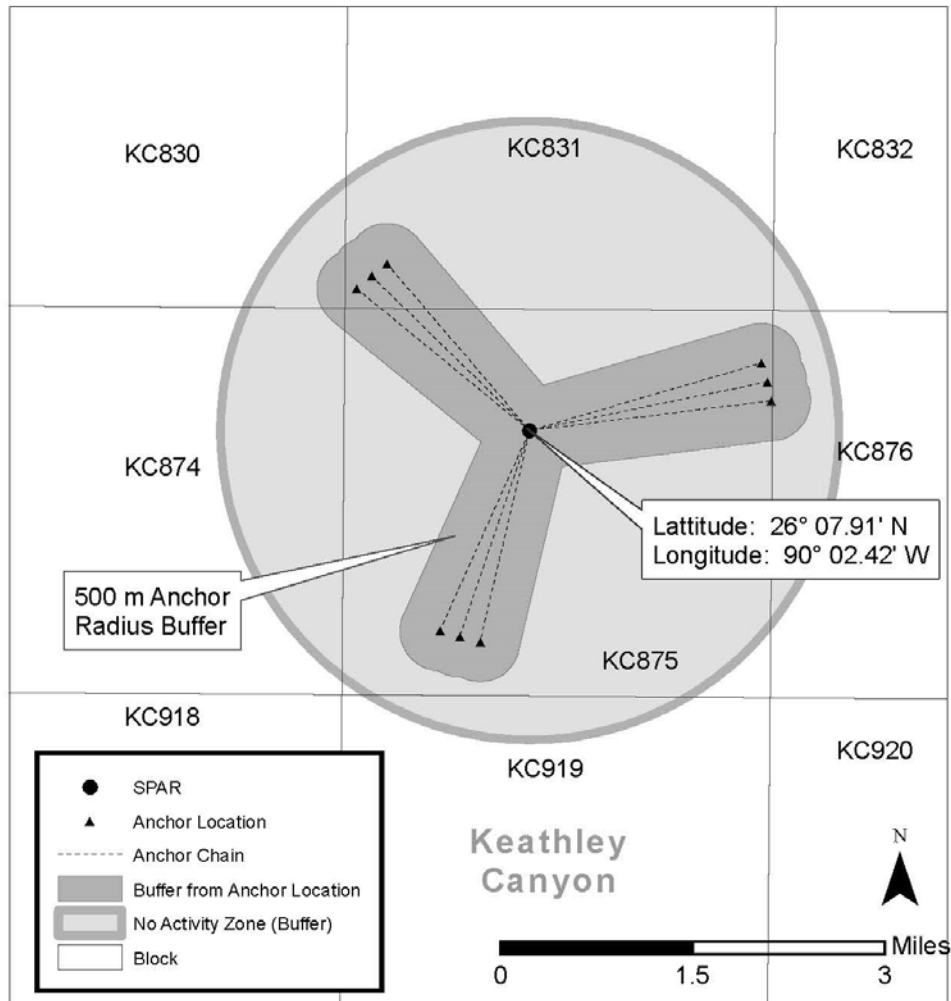 KC830
KC831
KC832
KC874
KC876
Lattitude: 26° 07.91' N
Longitude: 90° 02.42' W
500 m Anchor
Radius Buffer
KC875
KC918
KC919
KC920
SPAR
Anchor Location
Anchor Chain
Buffer from Anchor Location
No Activity Zone (Buffer)
Block
Keathley
Canyon
N
Miles
0 1.5 3